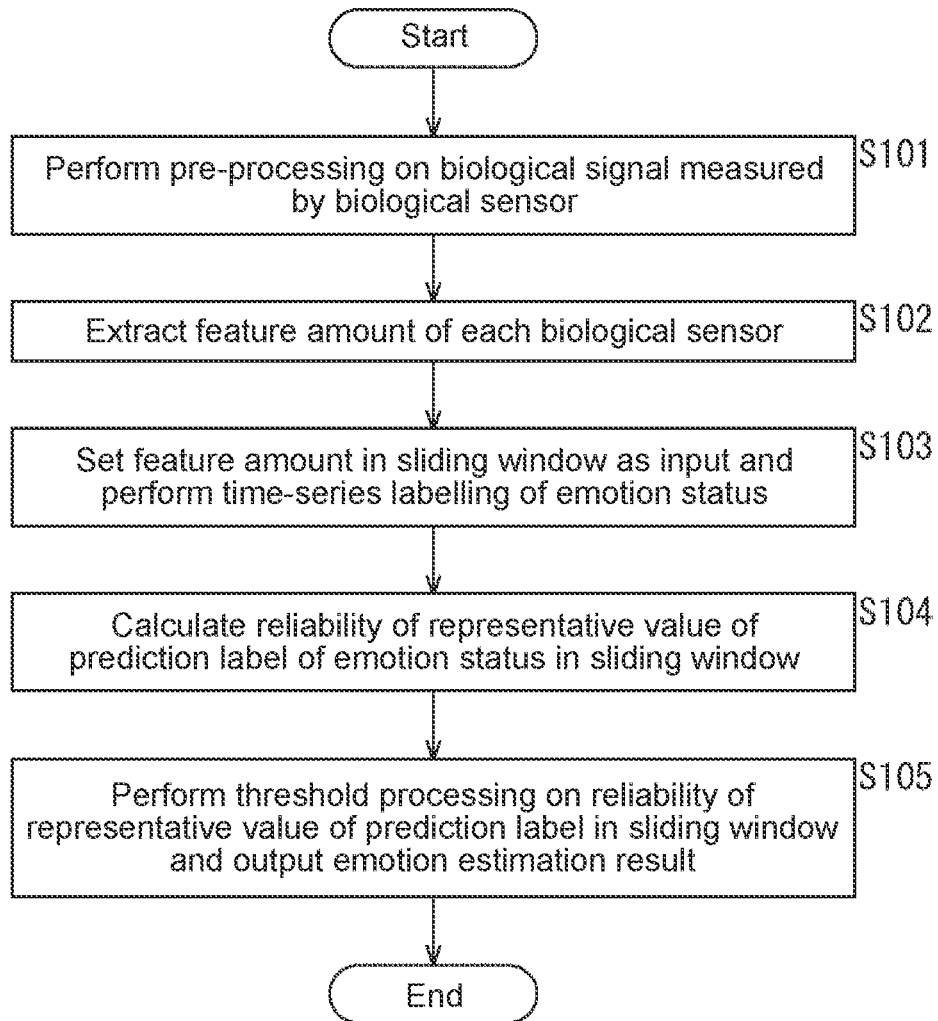 Start
Perform pre-processing on biological signal measured
by biological sensor
S101
Extract feature amount of each biological sensor
S102
Set feature amount in sliding window as input and
perform time-series labelling of emotion status
S103
Calculate reliability of representative value of
prediction label of emotion status in sliding window
S104
Perform threshold processing on reliability of
representative value of prediction label in sliding window
and output emotion estimation result
S105
End